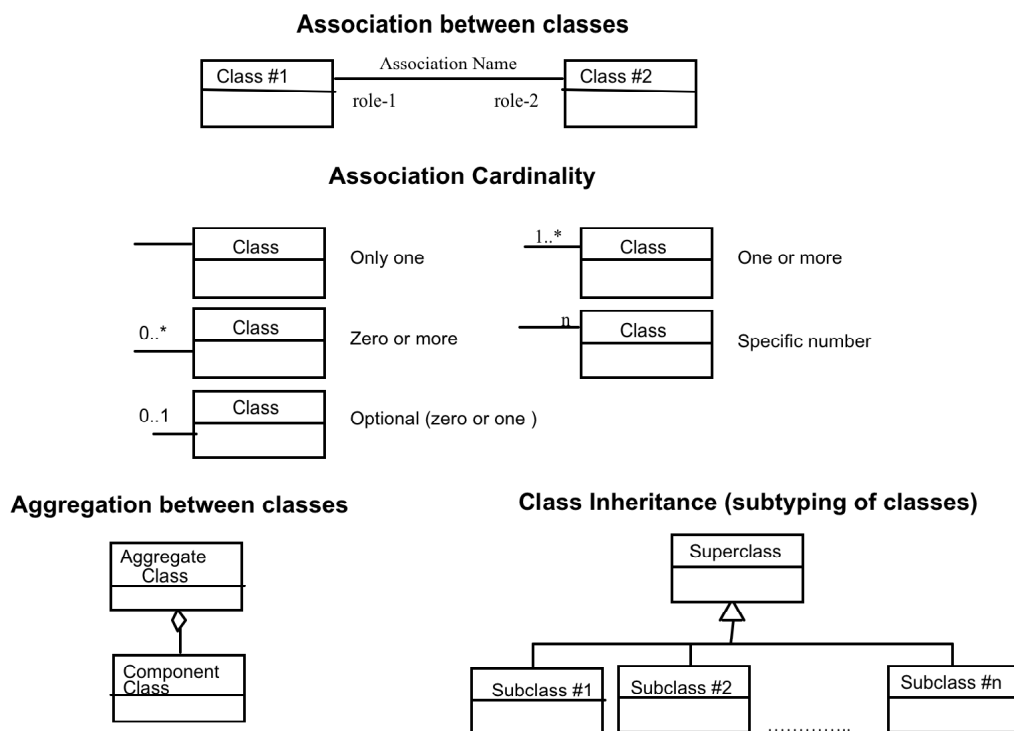 Association between classes
Class #1
Association Name
Class #2
role-1
role-2
Association Cardinality
Class
Only one
1..*
Class
One or more
0..*
Class
Zero or more
n
Class
Specific number
0..1
Class
Optional (zero or one )
Aggregation between classes
Class Inheritance (subtyping of classes)
Aggregate
Class
Superclass
Component
Class
Subclass #1
Subclass #2
..............
Subclass #n